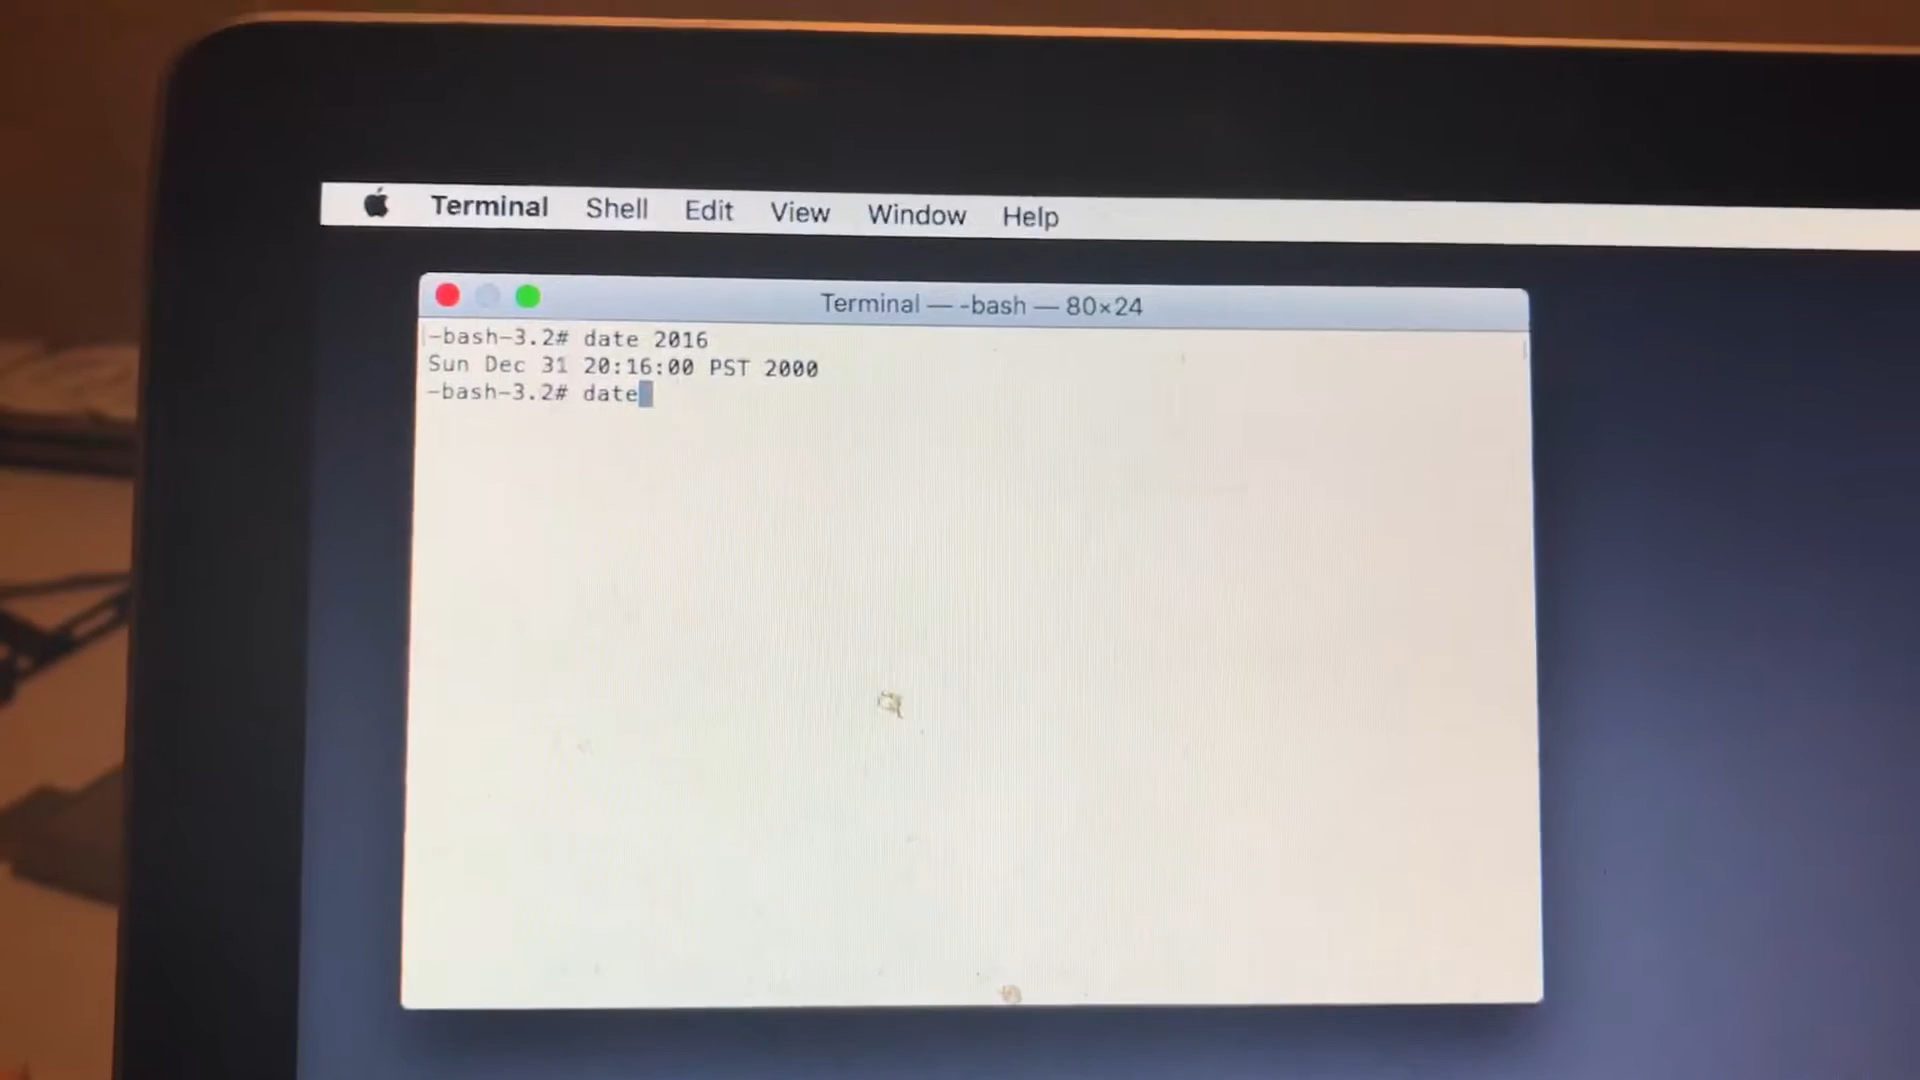 Terminal Shell Edit View Window Help
Terminal — -bash — 80×24
-bash-3.2# date 2016
Sun Dec 31 20:16:00 PST 2000
-bash-3.2# date